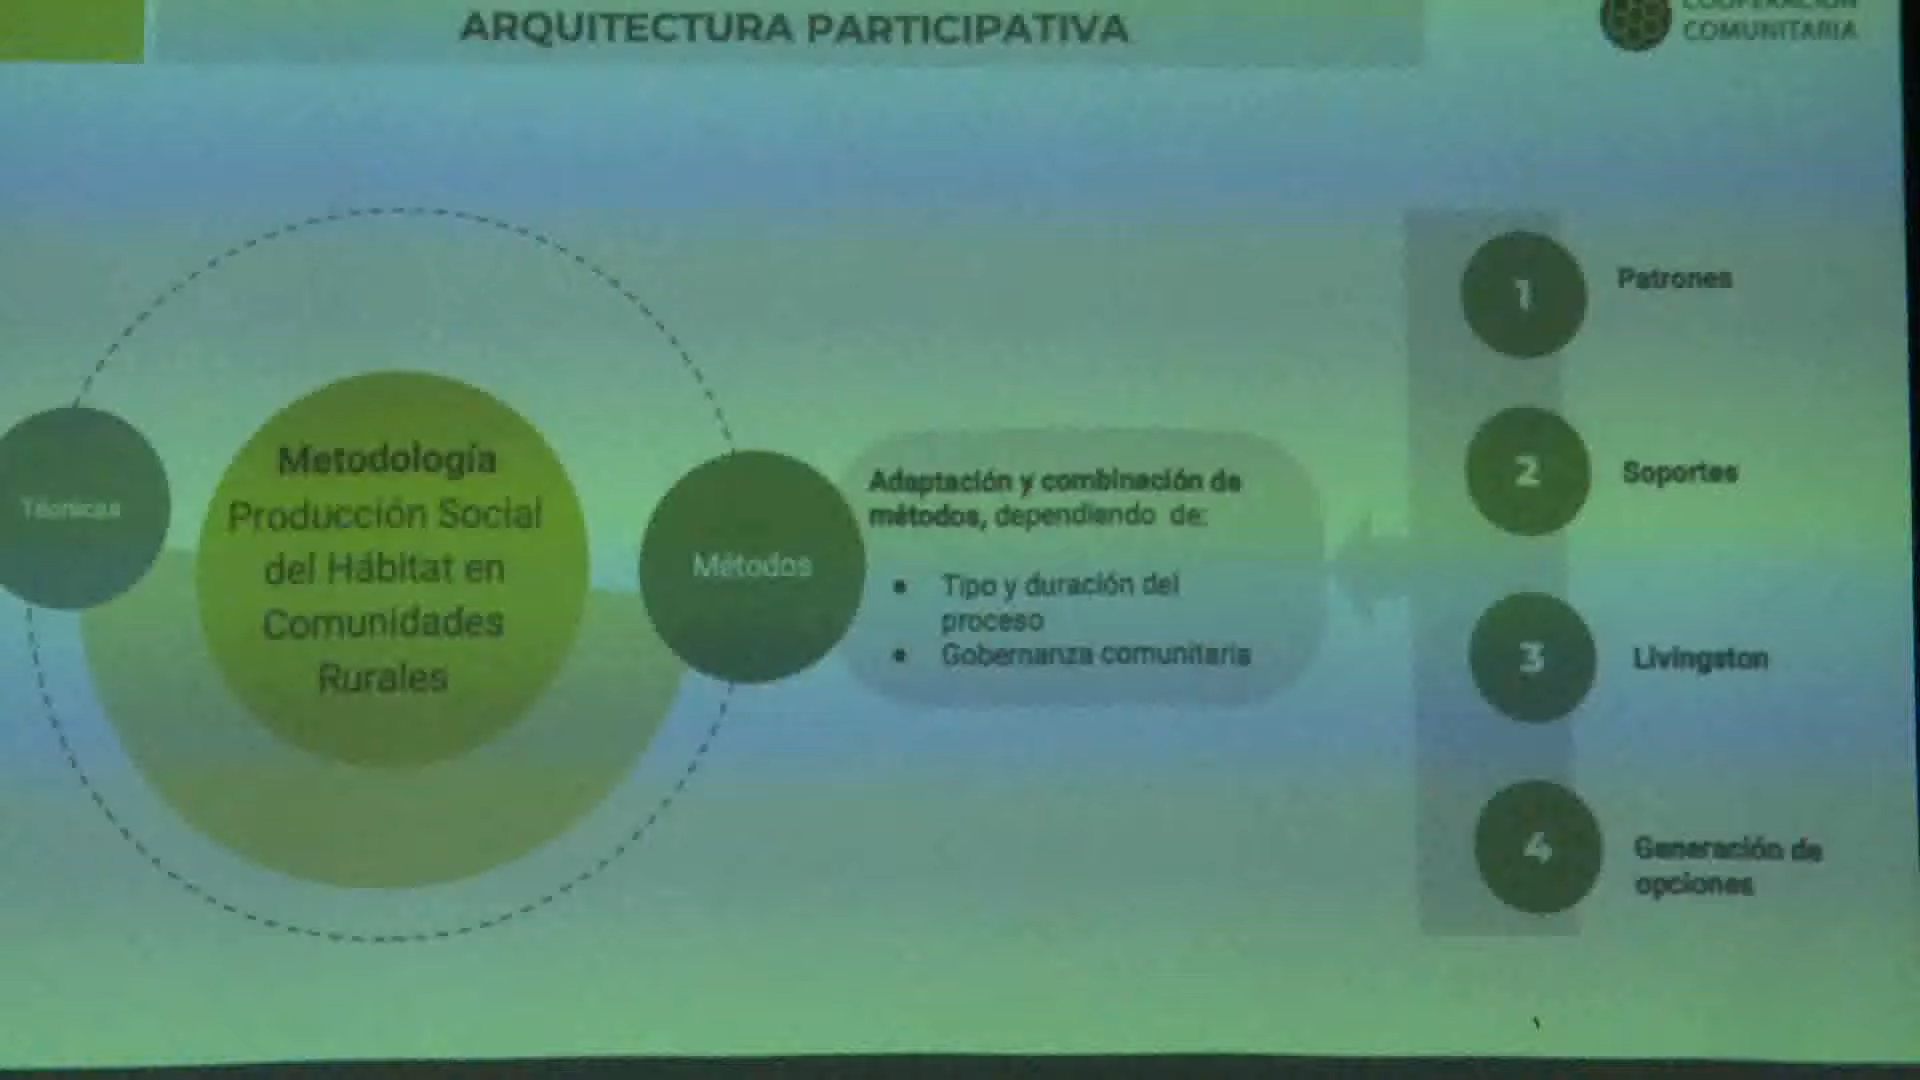 ARQUITECTURA PARTICIPATIVA
COOPERACIÓN
COMUNITARIA
Técnicas
Metodología
Producción Social
del Hábitat en
Comunidades
Rurales
Métodos
Adaptación y combinación de
métodos, dependiendo de:
• Tipo y duración del
proceso
• Gobernanza comunitaria
1 Patrones
2 Soportes
3 Livingston
4 Generación de
opciones